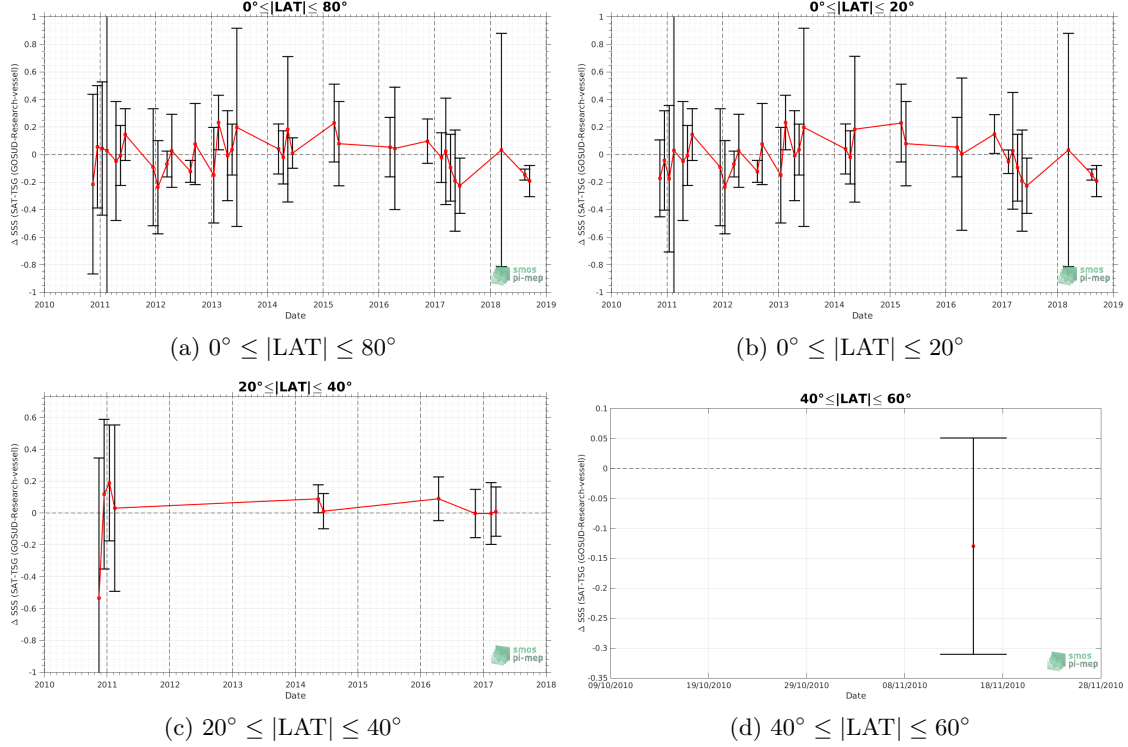 0°≤|LAT|≤ 80°
Δ SSS (SAT-TSG (GOSUD-Research-vessel))
1
0.8
0.6
0.4
0.2
0
-0.2
-0.4
-0.6
-0.8
-1
2010 2011 2012 2013 2014 2015 2016 2017 2018 2019
Date
smos
pi-mep
(a) 0° ≤ |LAT| ≤ 80°
0°≤|LAT|≤ 20°
Δ SSS (SAT-TSG (GOSUD-Research-vessel))
1
0.8
0.6
0.4
0.2
0
-0.2
-0.4
-0.6
-0.8
-1
2010 2011 2012 2013 2014 2015 2016 2017 2018 2019
Date
smos
pi-mep
(b) 0° ≤ |LAT| ≤ 20°
20°≤|LAT|≤ 40°
Δ SSS (SAT-TSG (GOSUD-Research-vessel))
0.6
0.4
0.2
0
-0.2
-0.4
-0.6
-0.8
-1
2010 2011 2012 2013 2014 2015 2016 2017 2018
Date
smos
pi-mep
(c) 20° ≤ |LAT| ≤ 40°
40°≤|LAT|≤ 60°
Δ SSS (SAT-TSG (GOSUD-Research-vessel))
0.1
0.05
0
-0.05
-0.1
-0.15
-0.2
-0.25
-0.3
-0.35
09/10/2010 19/10/2010 29/10/2010 08/11/2010 18/11/2010 28/11/2010
Date
smos
pi-mep
(d) 40° ≤ |LAT| ≤ 60°